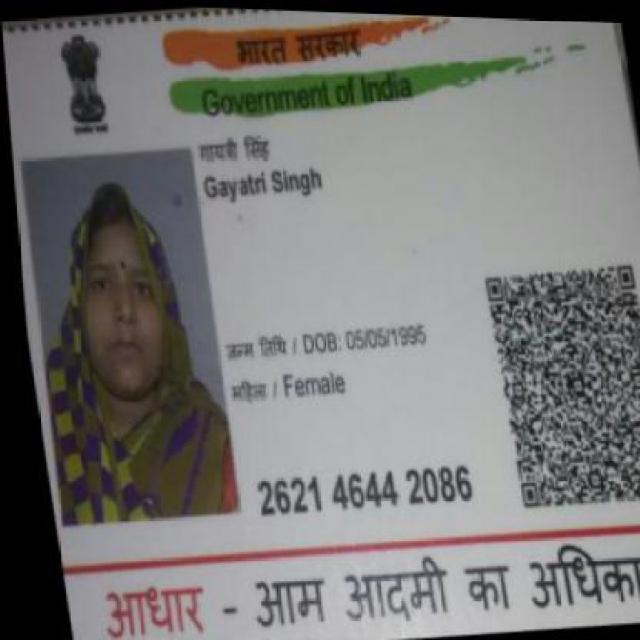 भारत सरकार
Government of India
गायत्री सिंह
Gayatri Singh
जन्म तिथि / DOB: 05/05/1995
महिला / Female
2621 4644 2086
आधार - आम आदमी का अधिका